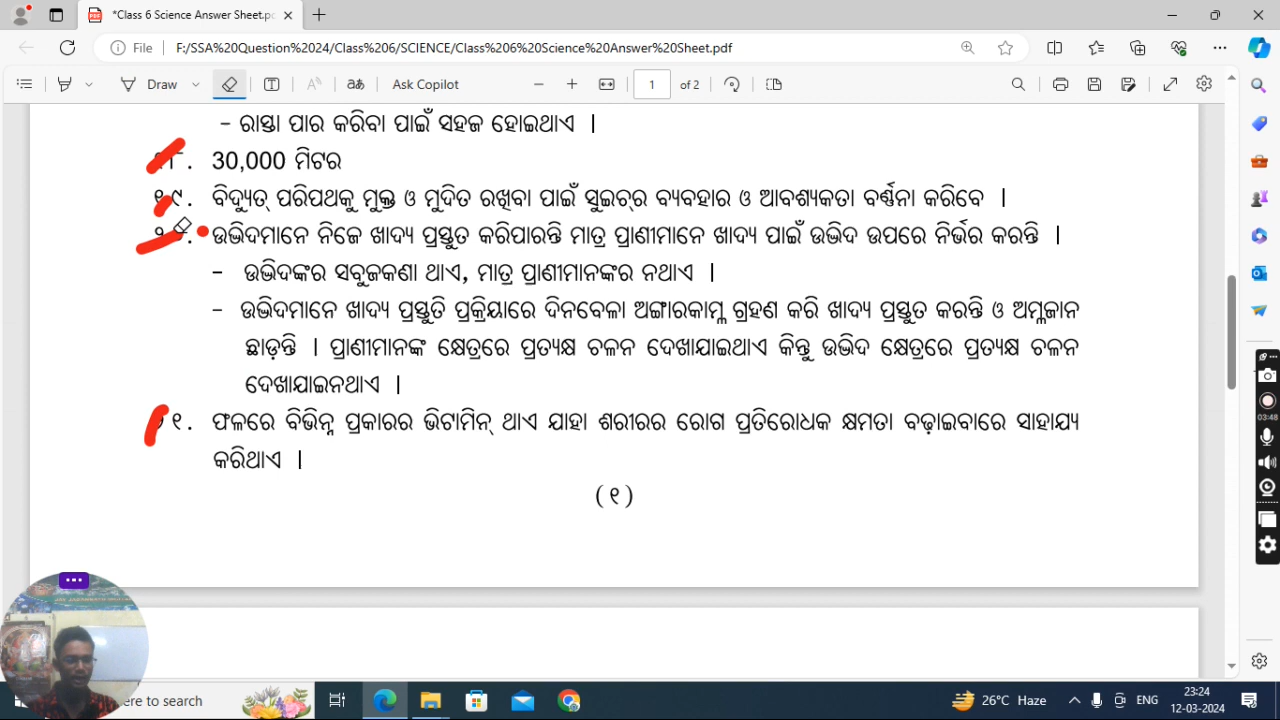 *Class 6 Science Answer Sheet.pd
File F:/SSA%20Question%2024/Class%206/SCIENCE/Class%206%20Science%20Answer%20Sheet.pdf
Draw Ask Copilot 1 of 2
– ରାସ୍ତା ପାର କରିବା ପାଇଁ ସହଜ ହୋଇଥାଏ ।
30,000 ମିଟର
୧୯. ବିଦ୍ୟୁତ୍ ପରିପଥକୁ ମୁକ୍ତ ଓ ମୁଦିତ ରଖିବା ପାଇଁ ସୁଇଚ୍‌ର ବ୍ୟବହାର ଓ ଆବଶ୍ୟକତା ବର୍ଣ୍ଣନା କରିବେ ।
ଉଦ୍ଭିଦମାନେ ନିଜେ ଖାଦ୍ୟ ପ୍ରସ୍ତୁତ କରିପାରନ୍ତି ମାତ୍ର ପ୍ରାଣୀମାନେ ଖାଦ୍ୟ ପାଇଁ ଉଦ୍ଭିଦ ଉପରେ ନିର୍ଭର କରନ୍ତି ।
– ଉଦ୍ଭିଦଙ୍କର ସବୁଜକଣା ଥାଏ, ମାତ୍ର ପ୍ରାଣୀମାନଙ୍କର ନଥାଏ ।
– ଉଦ୍ଭିଦମାନେ ଖାଦ୍ୟ ପ୍ରସ୍ତୁତି ପ୍ରକ୍ରିୟାରେ ଦିନବେଳା ଅଙ୍ଗାରକାମ୍ଳ ଗ୍ରହଣ କରି ଖାଦ୍ୟ ପ୍ରସ୍ତୁତ କରନ୍ତି ଓ ଅମ୍ଳଜାନ
ଛାଡ଼ନ୍ତି । ପ୍ରାଣୀମାନଙ୍କ କ୍ଷେତ୍ରରେ ପ୍ରତ୍ୟକ୍ଷ ଚଳନ ଦେଖାଯାଇଥାଏ କିନ୍ତୁ ଉଦ୍ଭିଦ କ୍ଷେତ୍ରରେ ପ୍ରତ୍ୟକ୍ଷ ଚଳନ
ଦେଖାଯାଇନଥାଏ ।
ଫଳରେ ବିଭିନ୍ନ ପ୍ରକାରର ଭିଟାମିନ୍ ଥାଏ ଯାହା ଶରୀରର ରୋଗ ପ୍ରତିରୋଧକ କ୍ଷମତା ବଢ଼ାଇବାରେ ସାହାଯ୍ୟ
କରିଥାଏ ।
(୧)
03:48
here to search
26°C Haze
ENG
23:24
12-03-2024